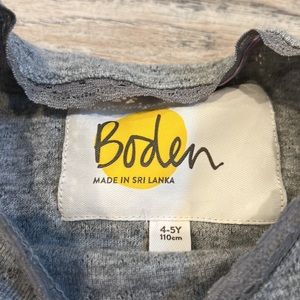 Boden
MADE IN SRI LANKA
4-5Y
110cm